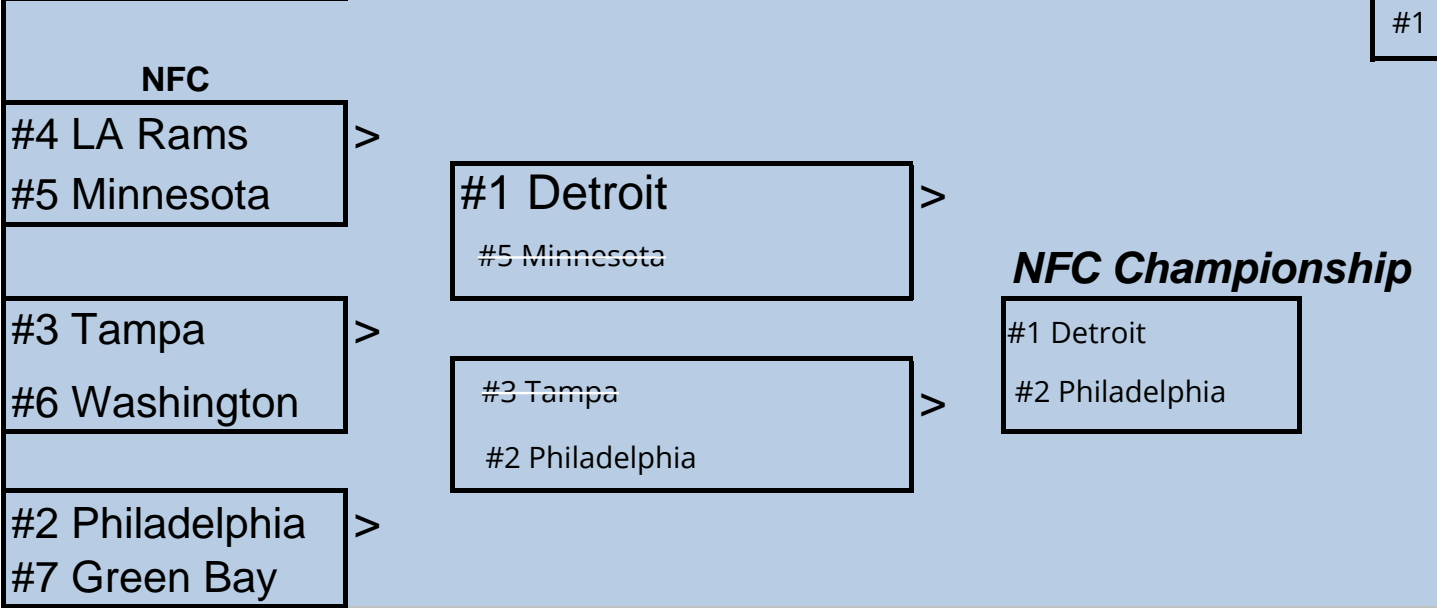 #1
NFC
#4 LA Rams >
#5 Minnesota
#1 Detroit >
#5 Minnesota
NFC Championship
#3 Tampa >
#6 Washington
#3 Tampa >
#2 Philadelphia
#1 Detroit
#2 Philadelphia
#2 Philadelphia >
#7 Green Bay